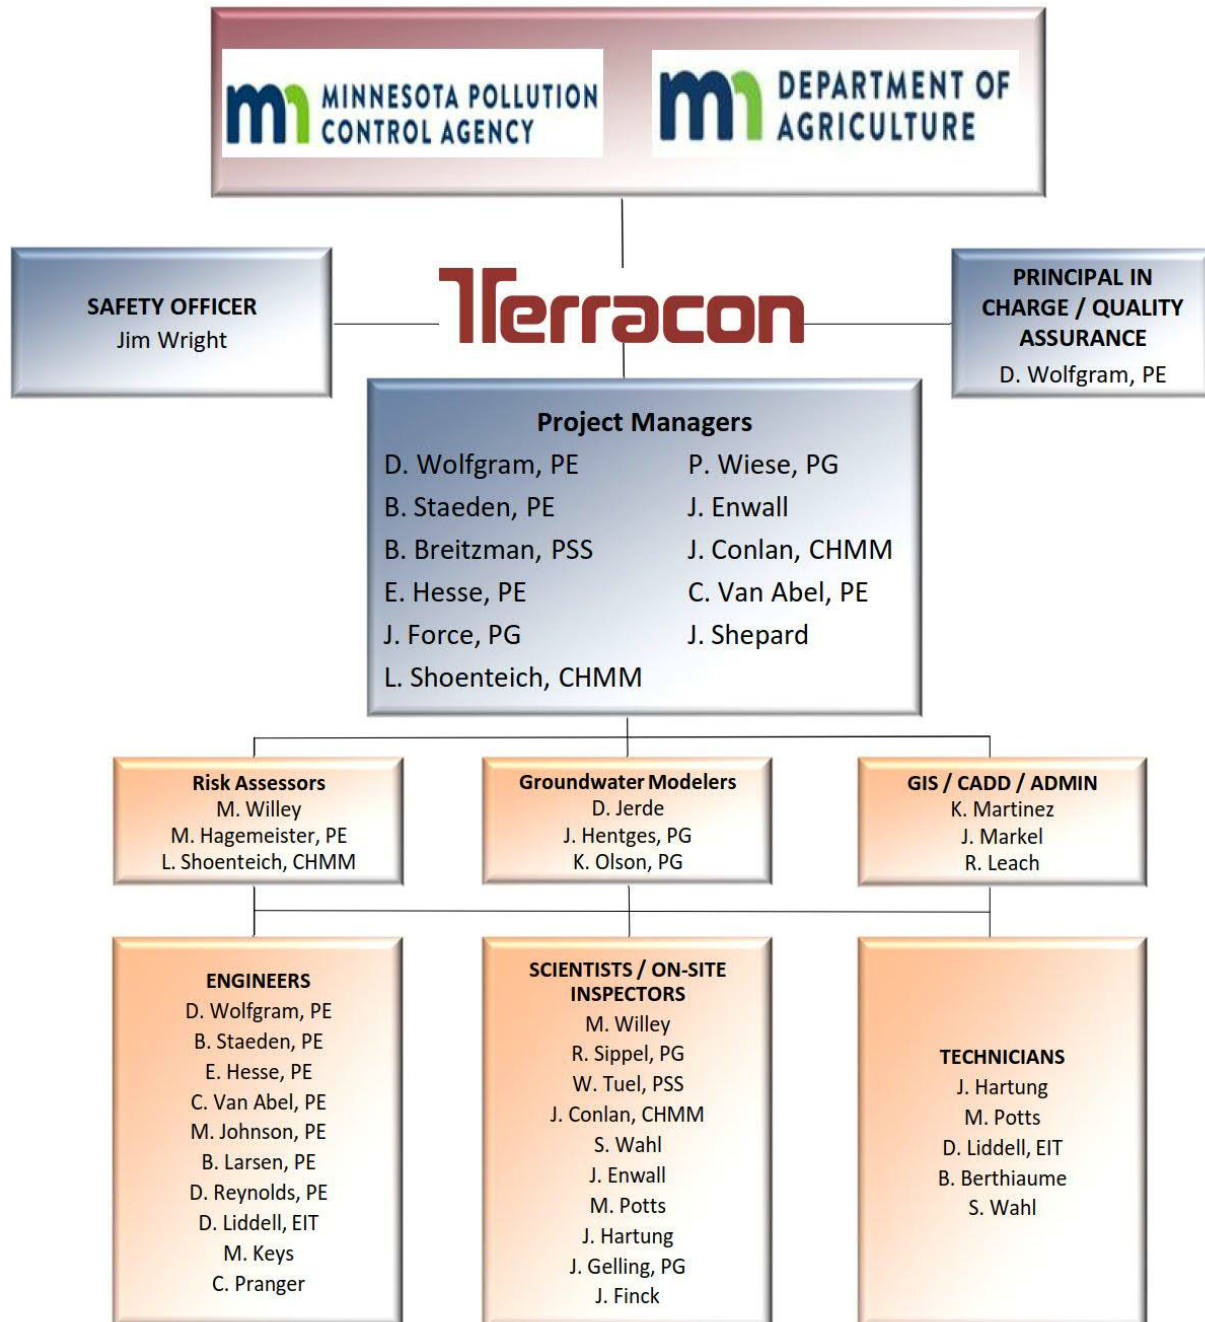 MINNESOTA POLLUTION
CONTROL AGENCY
DEPARTMENT OF
AGRICULTURE
SAFETY OFFICER
Jim Wright
Terracon
PRINCIPAL IN
CHARGE / QUALITY
ASSURANCE
D. Wolfgram, PE
Project Managers
D. Wolfgram, PE
B. Staeden, PE
B. Breitzman, PSS
E. Hesse, PE
J. Force, PG
L. Shoenteich, CHMM
P. Wiese, PG
J. Enwall
J. Conlan, CHMM
C. Van Abel, PE
J. Shepard
Risk Assessors
M. Willey
M. Hagemeister, PE
L. Shoenteich, CHMM
Groundwater Modelers
D. Jerde
J. Hentges, PG
K. Olson, PG
GIS / CADD / ADMIN
K. Martinez
J. Markel
R. Leach
ENGINEERS
D. Wolfgram, PE
B. Staeden, PE
E. Hesse, PE
C. Van Abel, PE
M. Johnson, PE
B. Larsen, PE
D. Reynolds, PE
D. Liddell, EIT
M. Keys
C. Pranger
SCIENTISTS / ON-SITE
INSPECTORS
M. Willey
R. Sippel, PG
W. Tuel, PSS
J. Conlan, CHMM
S. Wahl
J. Enwall
M. Potts
J. Hartung
J. Gelling, PG
J. Finck
TECHNICIANS
J. Hartung
M. Potts
D. Liddell, EIT
B. Berthiaume
S. Wahl